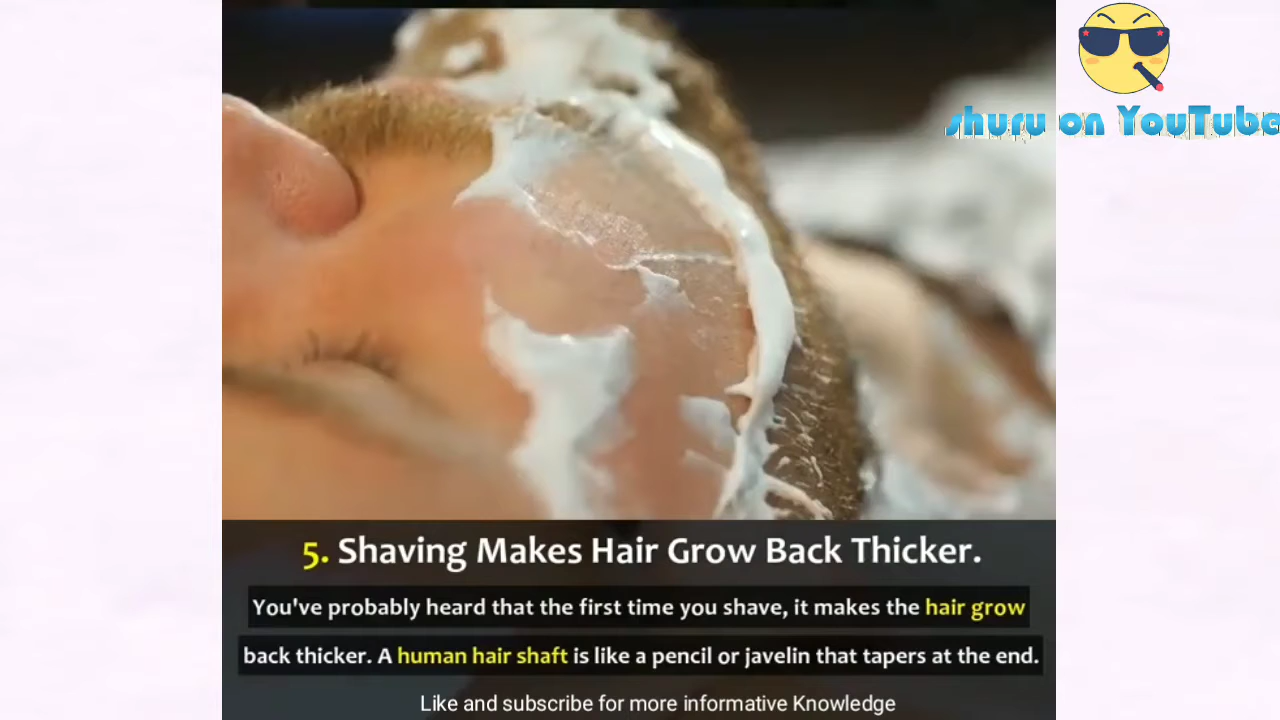 shuru on YouTube
5. Shaving Makes Hair Grow Back Thicker.
You've probably heard that the first time you shave, it makes the hair grow
back thicker. A human hair shaft is like a pencil or javelin that tapers at the end.
Like and subscribe for more informative Knowledge